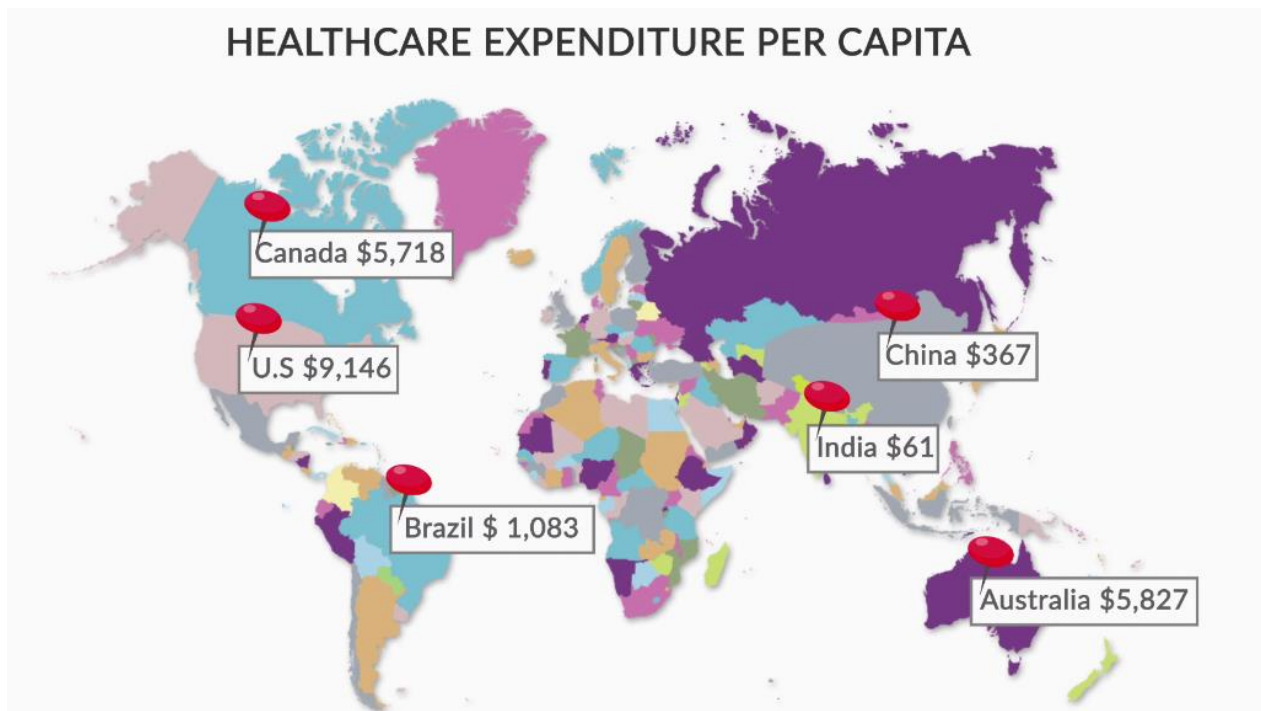 HEALTHCARE EXPENDITURE PER CAPITA
Canada $5,718
U.S $9,146
China $367
India $61
Brazil $ 1,083
Australia $5,827